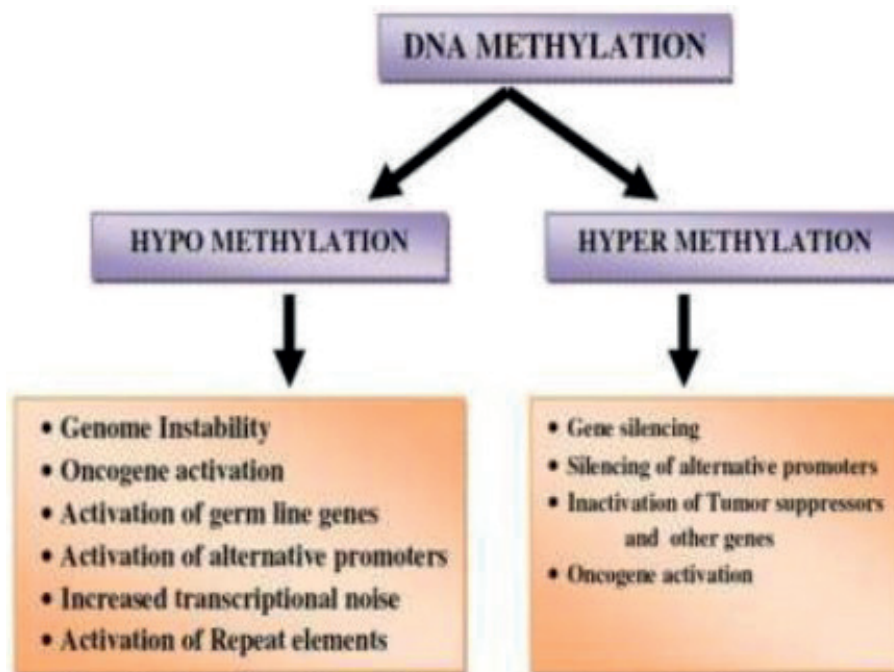 DNA METHYLATION
HYPO METHYLATION
HYPER METHYLATION
• Genome Instability
• Oncogene activation
• Activation of germ line genes
• Activation of alternative promoters
• Increased transcriptional noise
• Activation of Repeat elements
• Gene silencing
• Silencing of alternative promoters
• Inactivation of Tumor suppressors
and other genes
• Oncogene activation